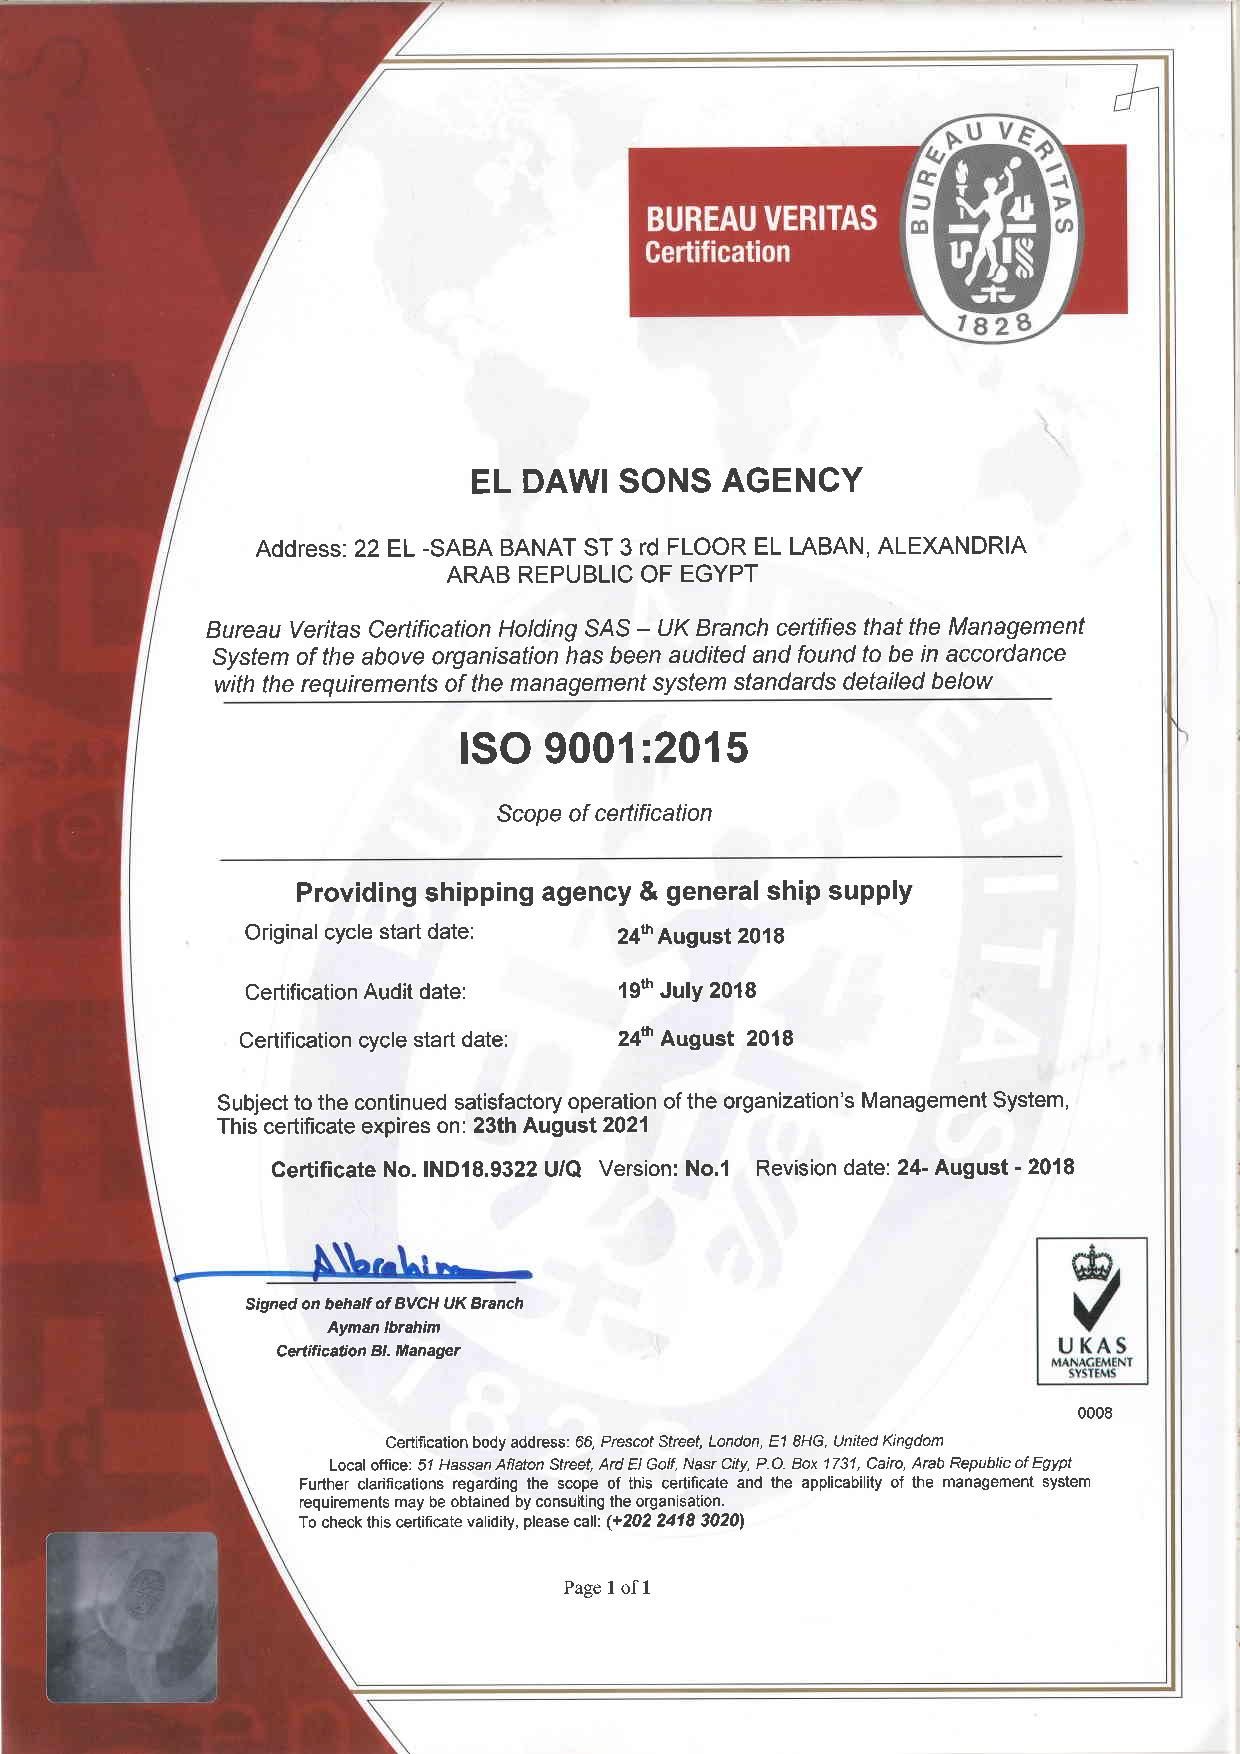 BUREAU VERITAS
Certification
BUREAU VERITAS
1828
EL DAWI SONS AGENCY
Address: 22 EL -SABA BANAT ST 3 rd FLOOR EL LABAN, ALEXANDRIA
ARAB REPUBLIC OF EGYPT
Bureau Veritas Certification Holding SAS – UK Branch certifies that the Management
System of the above organisation has been audited and found to be in accordance
with the requirements of the management system standards detailed below
ISO 9001:2015
Scope of certification
Providing shipping agency & general ship supply
Original cycle start date: 24th August 2018
Certification Audit date: 19th July 2018
Certification cycle start date: 24th August 2018
Subject to the continued satisfactory operation of the organization's Management System,
This certificate expires on: 23th August 2021
Certificate No. IND18.9322 U/Q Version: No.1 Revision date: 24- August - 2018
AIbrahim
Signed on behalf of BVCH UK Branch
Ayman Ibrahim
Certification Bl. Manager
UKAS
MANAGEMENT
SYSTEMS
0008
Certification body address: 66, Prescot Street, London, E1 8HG, United Kingdom
Local office: 51 Hassan Aflaton Street, Ard El Golf, Nasr City, P.O. Box 1731, Cairo, Arab Republic of Egypt
Further clarifications regarding the scope of this certificate and the applicability of the management system
requirements may be obtained by consulting the organisation.
To check this certificate validity, please call: (+202 2418 3020)
Page 1 of 1